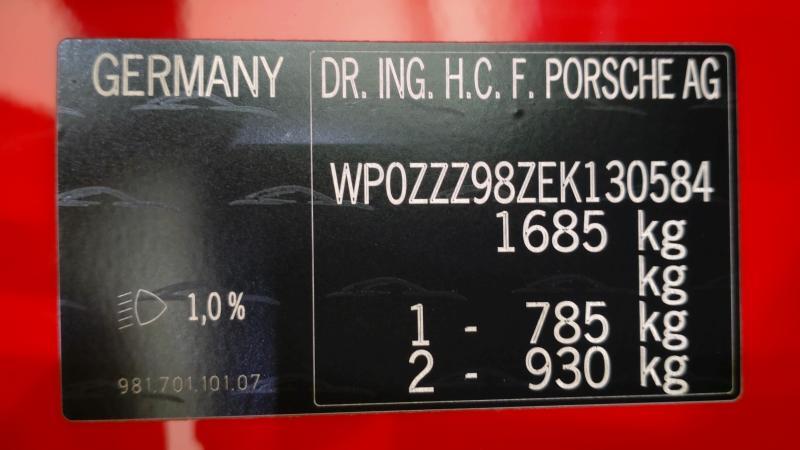 GERMANY
DR. ING. H.C. F. PORSCHE AG
WP0ZZZ98ZEK130584
1685 kg
kg
1 - 785 kg
2 - 930 kg
1,0 %
981.701.101.07